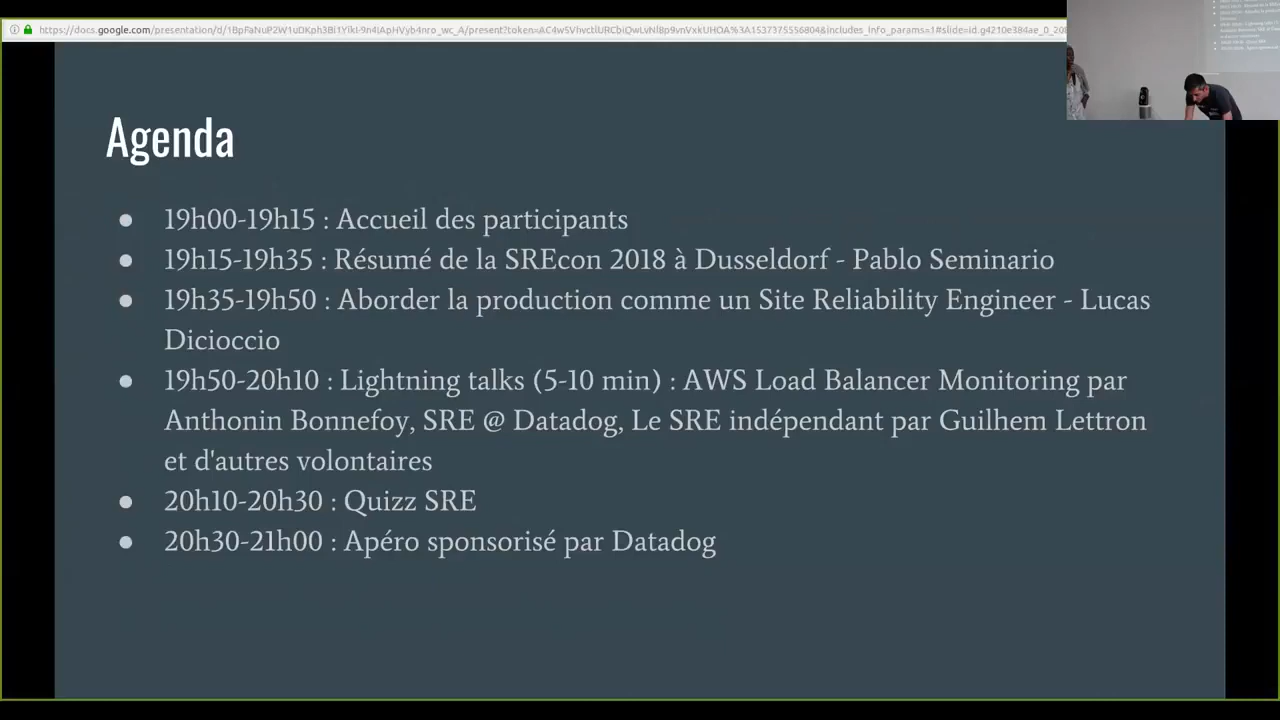 Agenda
19h00-19h15 : Accueil des participants
19h15-19h35 : Résumé de la SREcon 2018 à Dusseldorf - Pablo Seminario
19h35-19h50 : Aborder la production comme un Site Reliability Engineer - Lucas
Dicioccio
19h50-20h10 : Lightning talks (5-10 min) : AWS Load Balancer Monitoring par
Anthonin Bonnefoy, SRE @ Datadog, Le SRE indépendant par Guilhem Lettron
et d'autres volontaires
20h10-20h30 : Quizz SRE
20h30-21h00 : Apéro sponsorisé par Datadog